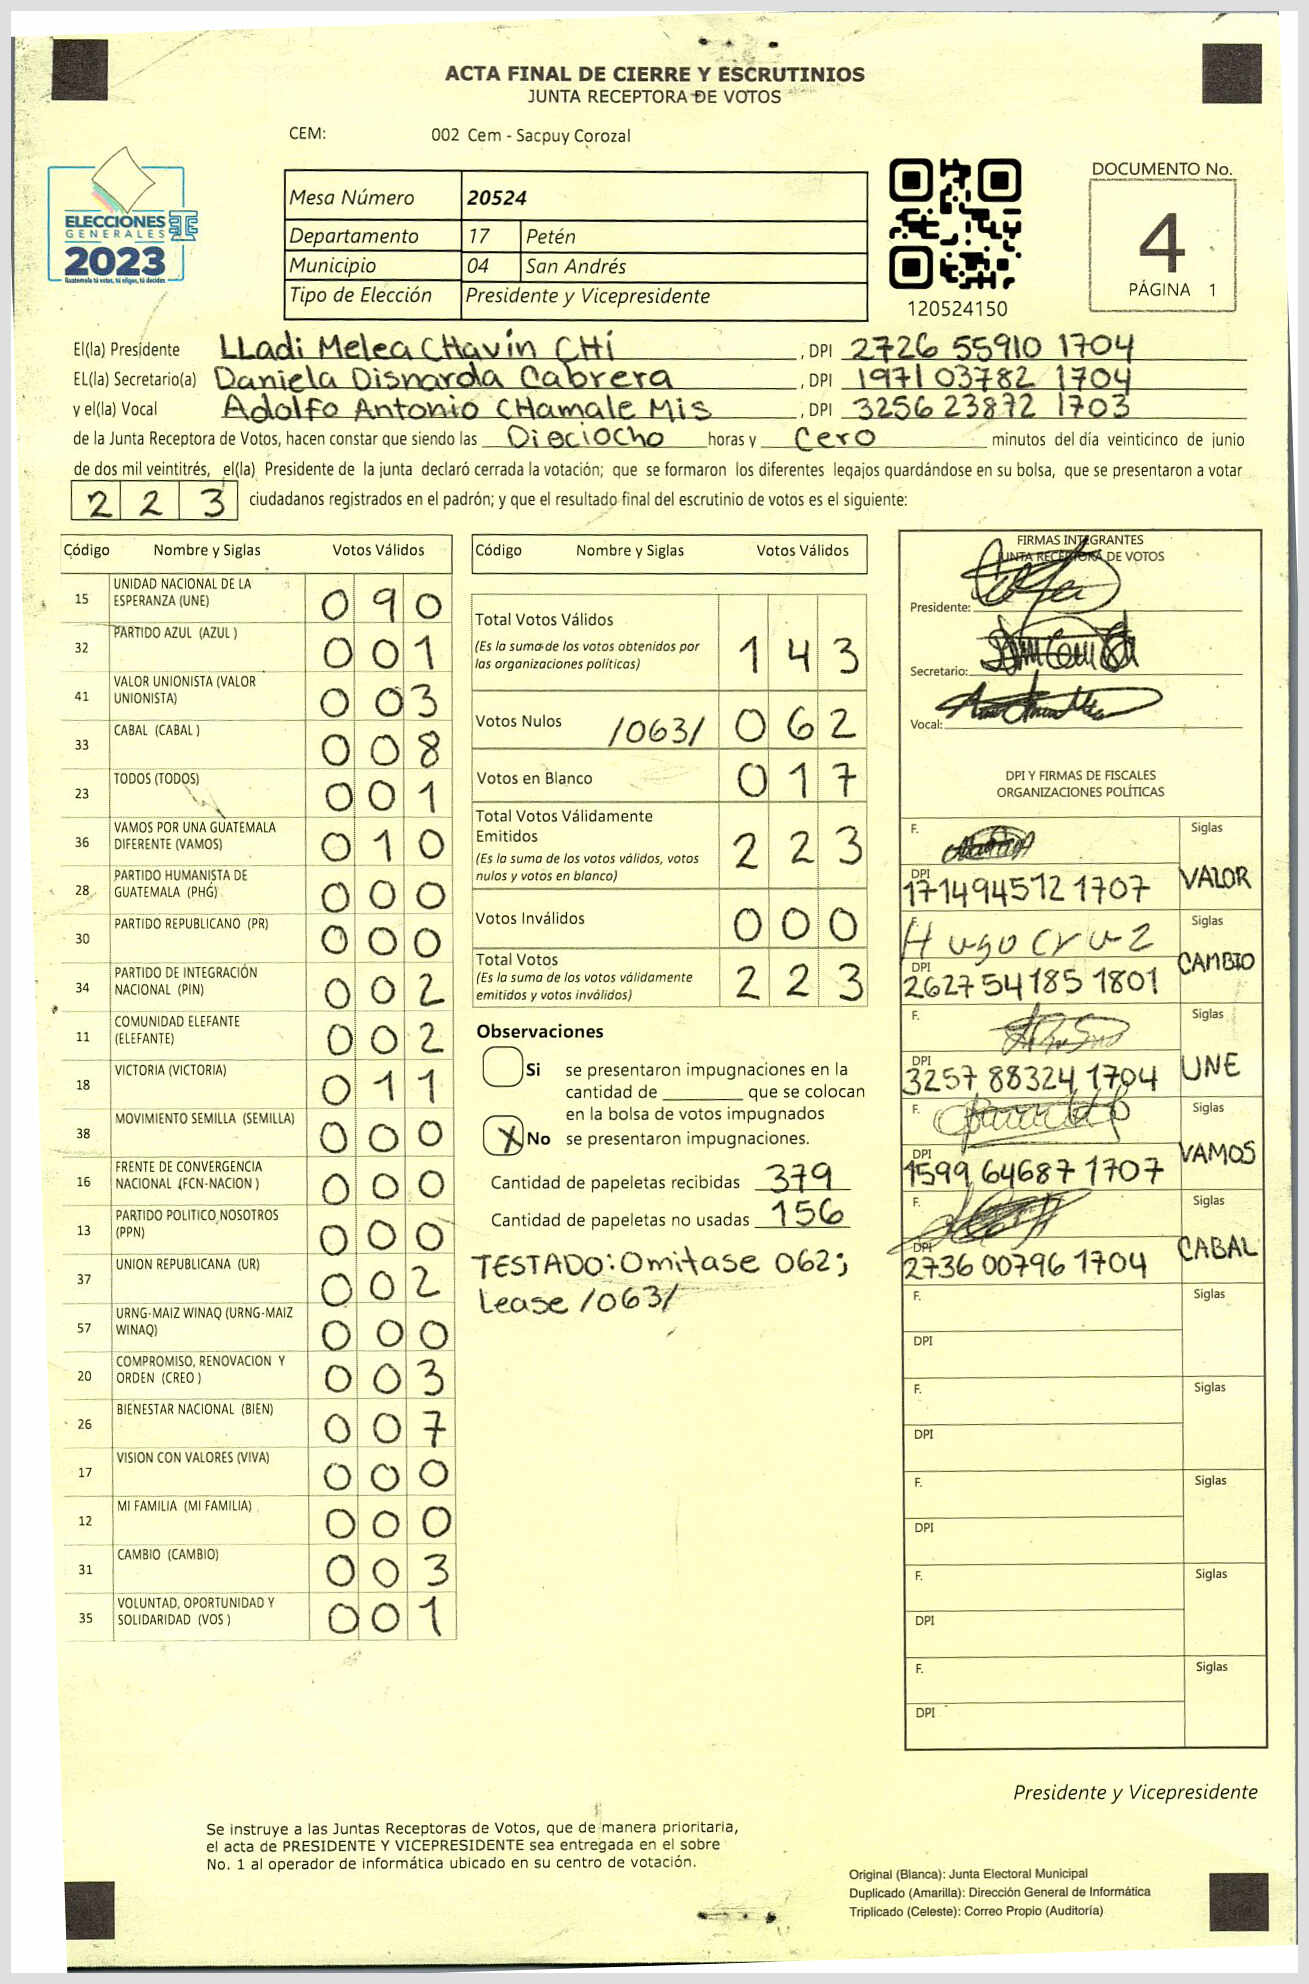 ACTA FINAL DE CIERRE Y ESCRUTINIOS
JUNTA RECEPTORA DE VOTOS
CEM: 002 Cem - Sacpuy Corozal
ELECCIONES
GENERALES
2023
Guatemala tú votas, tú eliges, tú decides
Mesa Número 20524
Departamento 17 Petén
Municipio 04 San Andrés
Tipo de Elección Presidente y Vicepresidente
120524150
DOCUMENTO No.
4
PÁGINA 1
El(la) Presidente LLadi Melea CHavin CHi , DPI 2726 55910 1704
EL(la) Secretario(a) Daniela Disnarda Cabrera , DPI 1971 03782 1704
y el(la) Vocal Adolfo Antonio CHamale Mis , DPI 3256 23872 1703
de la Junta Receptora de Votos, hacen constar que siendo las Dieciocho horas y Cero minutos del día veinticinco de junio
de dos mil veintitrés, el(la) Presidente de la junta declaró cerrada la votación; que se formaron los diferentes legajos guardándose en su bolsa, que se presentaron a votar
2 2 3 ciudadanos registrados en el padrón; y que el resultado final del escrutinio de votos es el siguiente:
Código Nombre y Siglas Votos Válidos
15 UNIDAD NACIONAL DE LA ESPERANZA (UNE) 0 9 0
32 PARTIDO AZUL (AZUL ) 0 0 1
41 VALOR UNIONISTA (VALOR UNIONISTA) 0 0 3
33 CABAL (CABAL ) 0 0 8
23 TODOS (TODOS) 0 0 1
36 VAMOS POR UNA GUATEMALA DIFERENTE (VAMOS) 0 1 0
28 PARTIDO HUMANISTA DE GUATEMALA (PHG) 0 0 0
30 PARTIDO REPUBLICANO (PR) 0 0 0
34 PARTIDO DE INTEGRACIÓN NACIONAL (PIN) 0 0 2
11 COMUNIDAD ELEFANTE (ELEFANTE) 0 0 2
18 VICTORIA (VICTORIA) 0 1 1
38 MOVIMIENTO SEMILLA (SEMILLA) 0 0 0
16 FRENTE DE CONVERGENCIA NACIONAL (FCN-NACION ) 0 0 0
13 PARTIDO POLITICO NOSOTROS (PPN) 0 0 0
37 UNION REPUBLICANA (UR) 0 0 2
57 URNG-MAIZ WINAQ (URNG-MAIZ WINAQ) 0 0 0
20 COMPROMISO, RENOVACION Y ORDEN (CREO ) 0 0 3
26 BIENESTAR NACIONAL (BIEN) 0 0 7
17 VISION CON VALORES (VIVA) 0 0 0
12 MI FAMILIA (MI FAMILIA) 0 0 0
31 CAMBIO (CAMBIO) 0 0 3
35 VOLUNTAD, OPORTUNIDAD Y SOLIDARIDAD (VOS ) 0 0 1
Código Nombre y Siglas Votos Válidos
Total Votos Válidos
(Es la suma de los votos obtenidos por
las organizaciones políticas) 1 4 3
Votos Nulos /063/ 0 6 2
Votos en Blanco 0 1 7
Total Votos Válidamente
Emitidos
(Es la suma de los votos válidos, votos
nulos y votos en blanco) 2 2 3
Votos Inválidos 0 0 0
Total Votos
(Es la suma de los votos válidamente
emitidos y votos inválidos) 2 2 3
Observaciones
Si se presentaron impugnaciones en la
cantidad de ________ que se colocan
en la bolsa de votos impugnados
X No se presentaron impugnaciones.
Cantidad de papeletas recibidas 379
Cantidad de papeletas no usadas 156
TESTADO: Omitase 062;
Lease /063/
FIRMAS INTEGRANTES
JUNTA RECEPTORA DE VOTOS
Presidente:
Secretario:
Vocal:
DPI Y FIRMAS DE FISCALES
ORGANIZACIONES POLÍTICAS
F. Siglas
DPI 171494512 1707 VALOR
F. Hugo Cruz Siglas
DPI 2627 54185 1801 CAMBIO
F. Siglas
DPI 3257 88324 1704 UNE
F. Siglas
DPI 1599 64687 1707 VAMOS
F. Siglas
DPI 2736 00796 1704 CABAL
F. Siglas
DPI
F. Siglas
DPI
F. Siglas
DPI
F. Siglas
DPI
F. Siglas
DPI
Presidente y Vicepresidente
Se instruye a las Juntas Receptoras de Votos, que de manera prioritaria,
el acta de PRESIDENTE Y VICEPRESIDENTE sea entregada en el sobre
No. 1 al operador de informática ubicado en su centro de votación.
Original (Blanca): Junta Electoral Municipal
Duplicado (Amarilla): Dirección General de Informática
Triplicado (Celeste): Correo Propio (Auditoría)